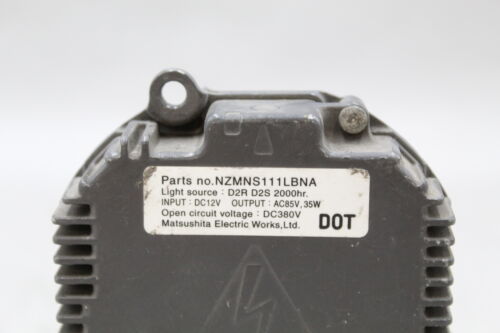 Parts no.NZMNS111LBNA
Light source : D2R D2S 2000hr.
INPUT : DC12V OUTPUT : AC85V,35W
Open circuit voltage : DC380V
Matsushita Electric Works,Ltd.
DOT